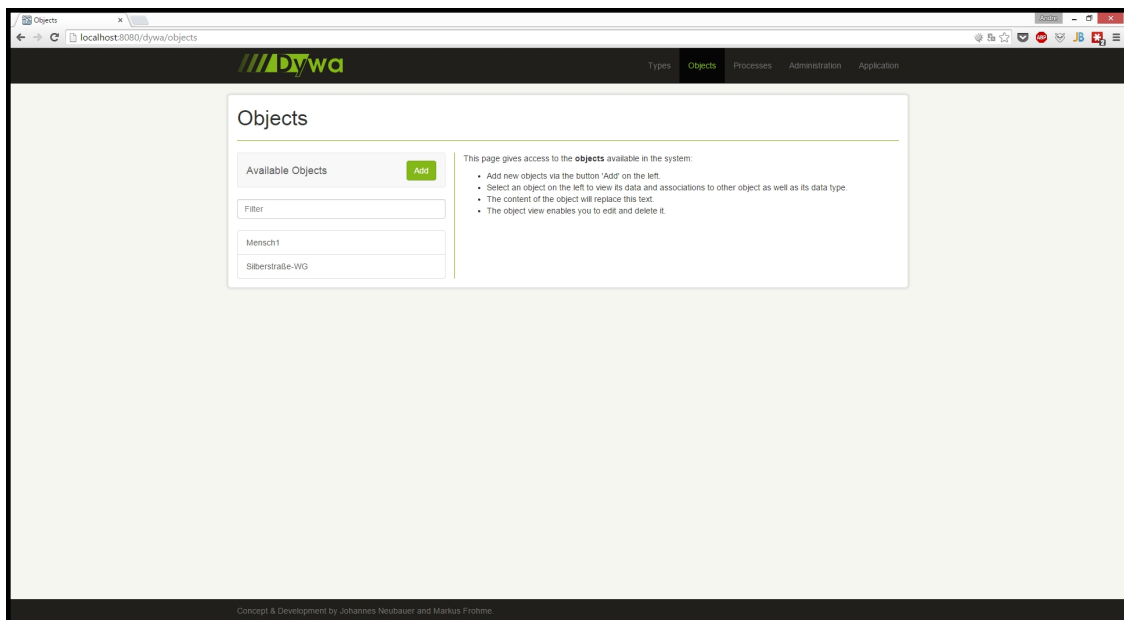 Objects
Andre
localhost:8080/dywa/objects
ABP
JB
Dywa
Types Objects Processes Administration Application
Objects
Available Objects
Add
Filter
Mensch1
Silberstraße-WG
This page gives access to the objects available in the system:
• Add new objects via the button 'Add' on the left.
• Select an object on the left to view its data and associations to other object as well as its data type.
• The content of the object will replace this text.
• The object view enables you to edit and delete it.
Concept & Development by Johannes Neubauer and Markus Frohme.